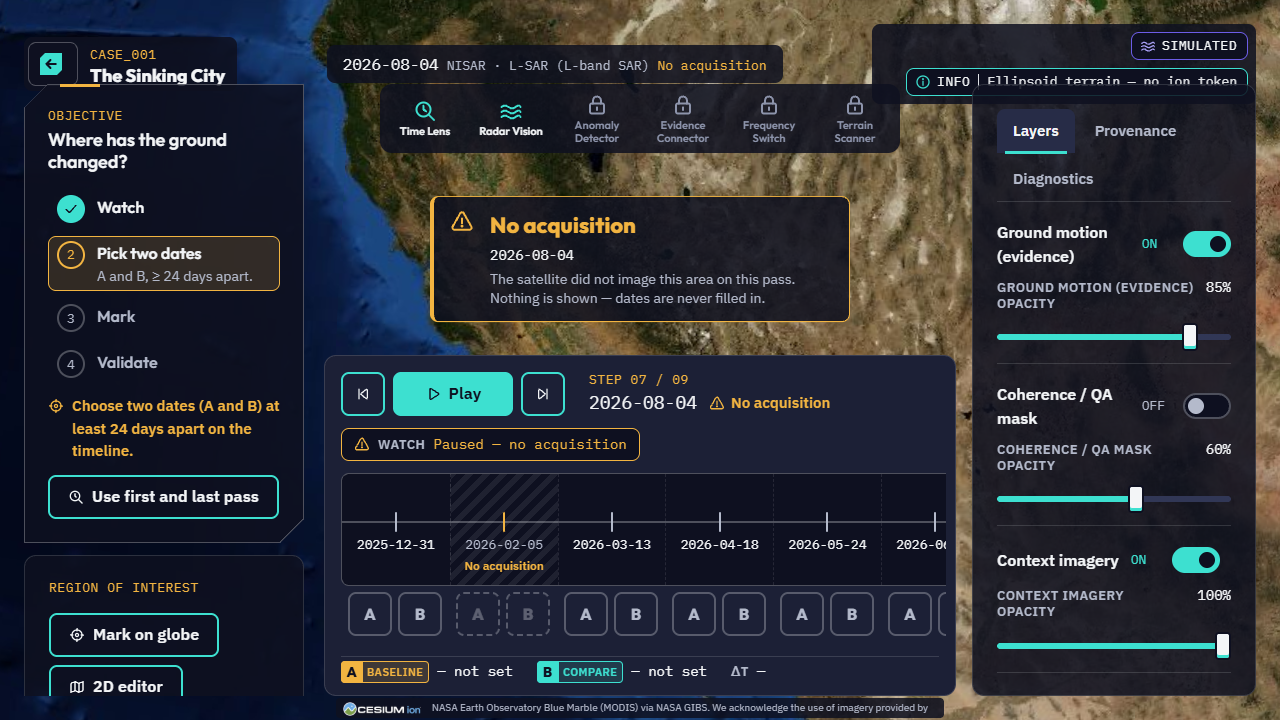 CASE_001
The Sinking City
2026-08-04 NISAR · L-SAR (L-band SAR) No acquisition
SIMULATED
INFO | Ellipsoid terrain — no ion token
Time Lens
Radar Vision
Anomaly
Detector
Evidence
Connector
Frequency
Switch
Terrain
Scanner
OBJECTIVE
Where has the ground
changed?
Watch
2 Pick two dates
A and B, ≥ 24 days apart.
3 Mark
4 Validate
Choose two dates (A and B) at
least 24 days apart on the
timeline.
Use first and last pass
REGION OF INTEREST
Mark on globe
2D editor
No acquisition
2026-08-04
The satellite did not image this area on this pass.
Nothing is shown — dates are never filled in.
Play
STEP 07 / 09
2026-08-04 No acquisition
WATCH Paused — no acquisition
2025-12-31 2026-02-05 2026-03-13 2026-04-18 2026-05-24 2026-06
No acquisition
A B A B A B A B A B A
A BASELINE — not set B COMPARE — not set ΔT —
CESIUM ion NASA Earth Observatory Blue Marble (MODIS) via NASA GIBS. We acknowledge the use of imagery provided by
Layers Provenance
Diagnostics
Ground motion
(evidence) ON
GROUND MOTION (EVIDENCE) 85%
OPACITY
Coherence / QA
mask OFF
COHERENCE / QA MASK 60%
OPACITY
Context imagery ON
CONTEXT IMAGERY 100%
OPACITY